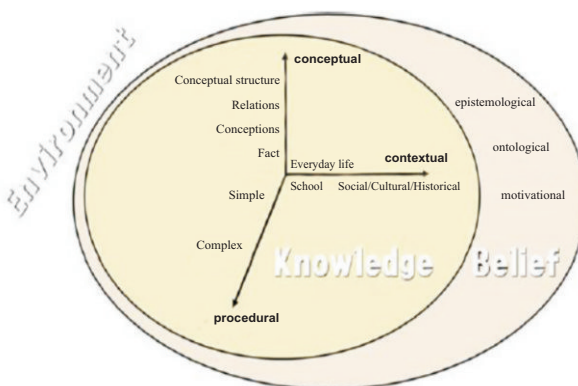 Environment
conceptual
Conceptual structure
Relations
Conceptions
Fact
Everyday life
contextual
School
Social/Cultural/Historical
Simple
Complex
procedural
Knowledge
Belief
epistemological
ontological
motivational